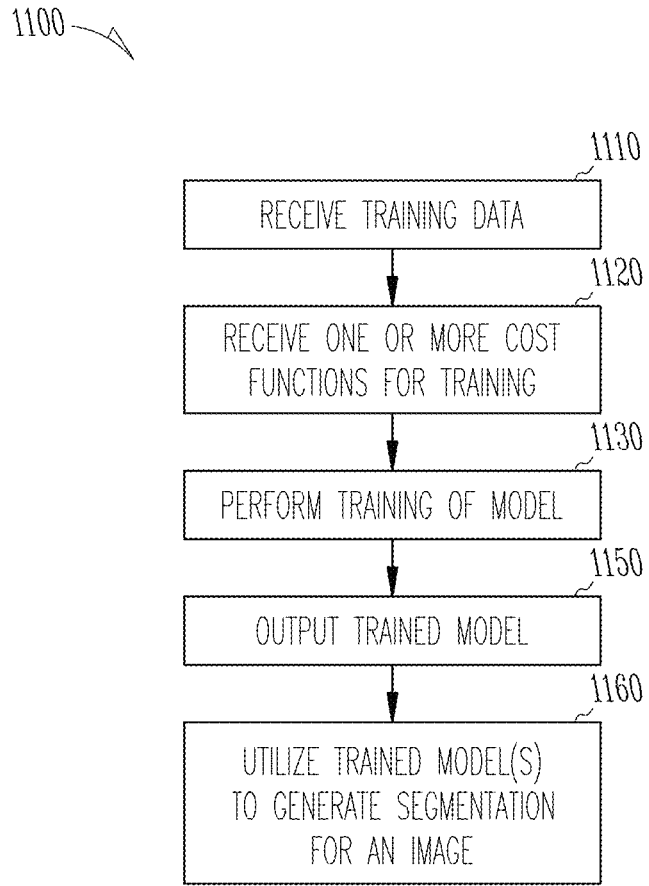 1100
1110
RECEIVE TRAINING DATA
1120
RECEIVE ONE OR MORE COST
FUNCTIONS FOR TRAINING
1130
PERFORM TRAINING OF MODEL
1150
OUTPUT TRAINED MODEL
1160
UTILIZE TRAINED MODEL(S)
TO GENERATE SEGMENTATION
FOR AN IMAGE